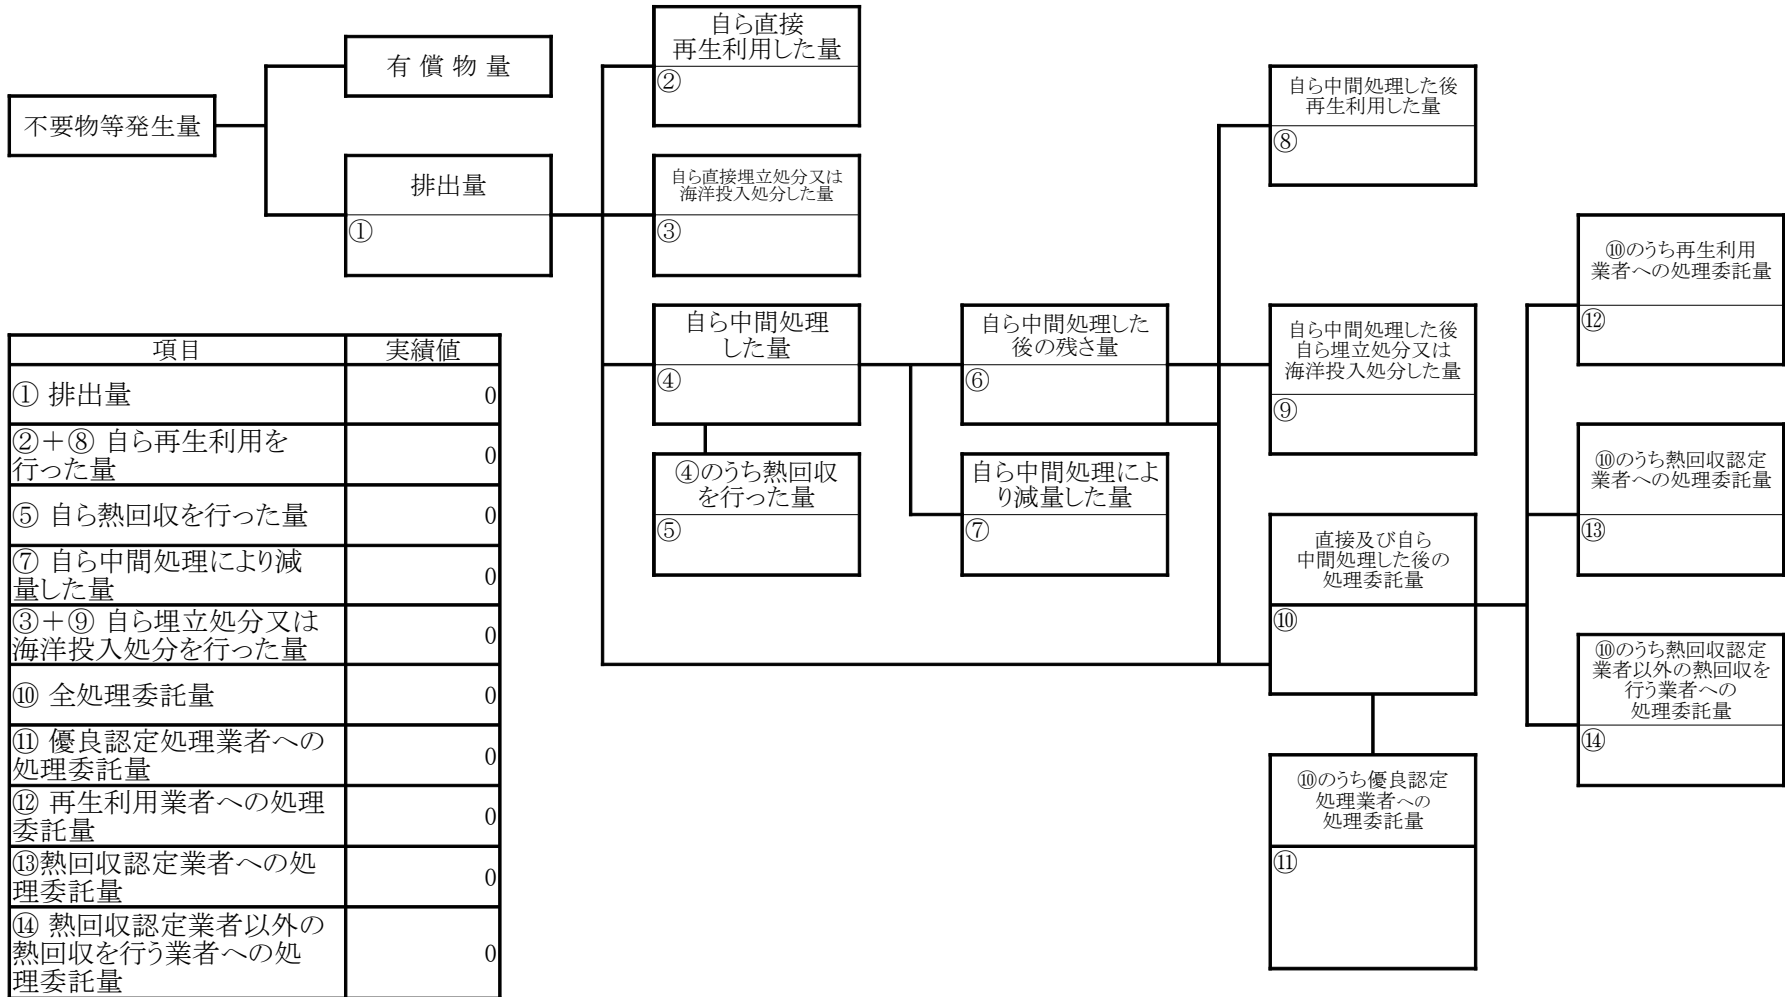 不要物等発生量
有 償 物 量
排出量
①
自ら直接
再生利用した量
②
自ら直接埋立処分又は
海洋投入処分した量
③
自ら中間処理
した量
④
④のうち熱回収
を行った量
⑤
自ら中間処理した
後の残さ量
⑥
自ら中間処理によ
り減量した量
⑦
自ら中間処理した後
再生利用した量
⑧
自ら中間処理した後
自ら埋立処分又は
海洋投入処分した量
⑨
直接及び自ら
中間処理した後の
処理委託量
⑩
⑩のうち優良認定
処理業者への
処理委託量
⑪
⑩のうち再生利用
業者への処理委託量
⑫
⑩のうち熱回収認定
業者への処理委託量
⑬
⑩のうち熱回収認定
業者以外の熱回収を
行う業者への
処理委託量
⑭
項目 実績値
① 排出量 0
②＋⑧ 自ら再生利用を
行った量 0
⑤ 自ら熱回収を行った量 0
⑦ 自ら中間処理により減
量した量 0
③＋⑨ 自ら埋立処分又は
海洋投入処分を行った量 0
⑩ 全処理委託量 0
⑪ 優良認定処理業者への
処理委託量 0
⑫ 再生利用業者への処理
委託量 0
⑬熱回収認定業者への処
理委託量 0
⑭ 熱回収認定業者以外の
熱回収を行う業者への処
理委託量 0